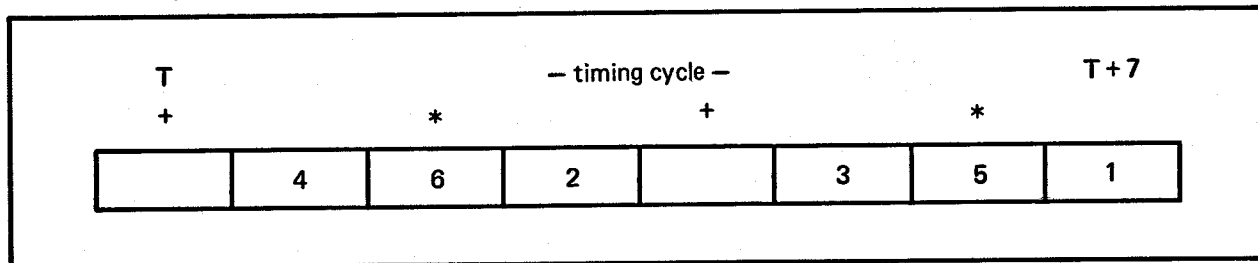 T — timing cycle — T + 7
+ * + *
4 6 2 3 5 1